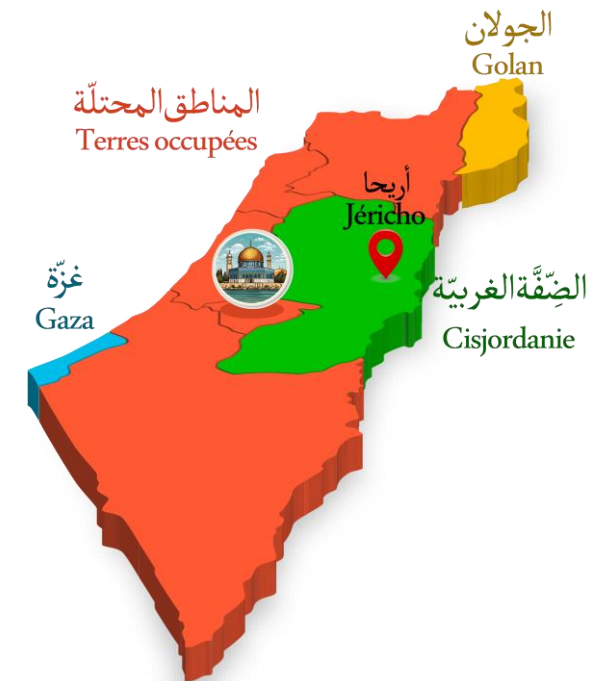 الجولان
Golan
المناطق المحتلّة
Terres occupées
أريحا
Jéricho
غزّة
Gaza
الضِّفَّة الغربيّة
Cisjordanie